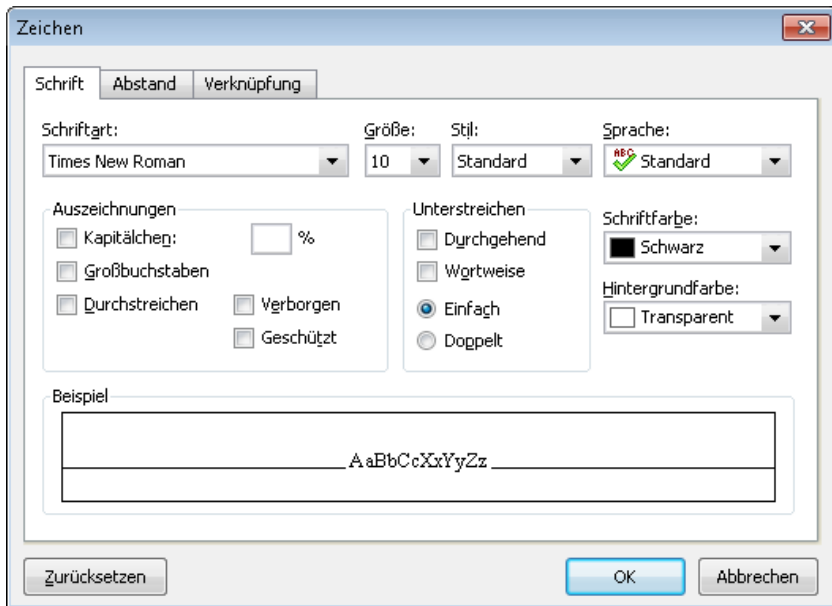 Zeichen
Schrift Abstand Verknüpfung
Schriftart: Größe: Stil: Sprache:
Times New Roman 10 Standard ABC Standard
Auszeichnungen Unterstreichen Schriftfarbe:
Kapitälchen: % Durchgehend Schwarz
Großbuchstaben Wortweise
Durchstreichen Verborgen Einfach Hintergrundfarbe:
Geschützt Doppelt Transparent
Beispiel
AaBbCcXxYyZz
Zurücksetzen OK Abbrechen